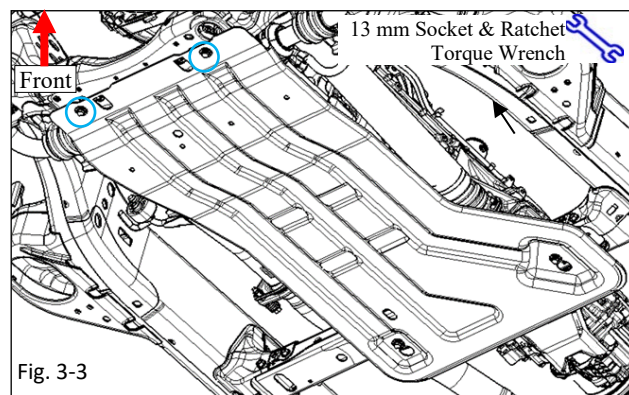 13 mm Socket & Ratchet
Torque Wrench
Front
Fig. 3-3